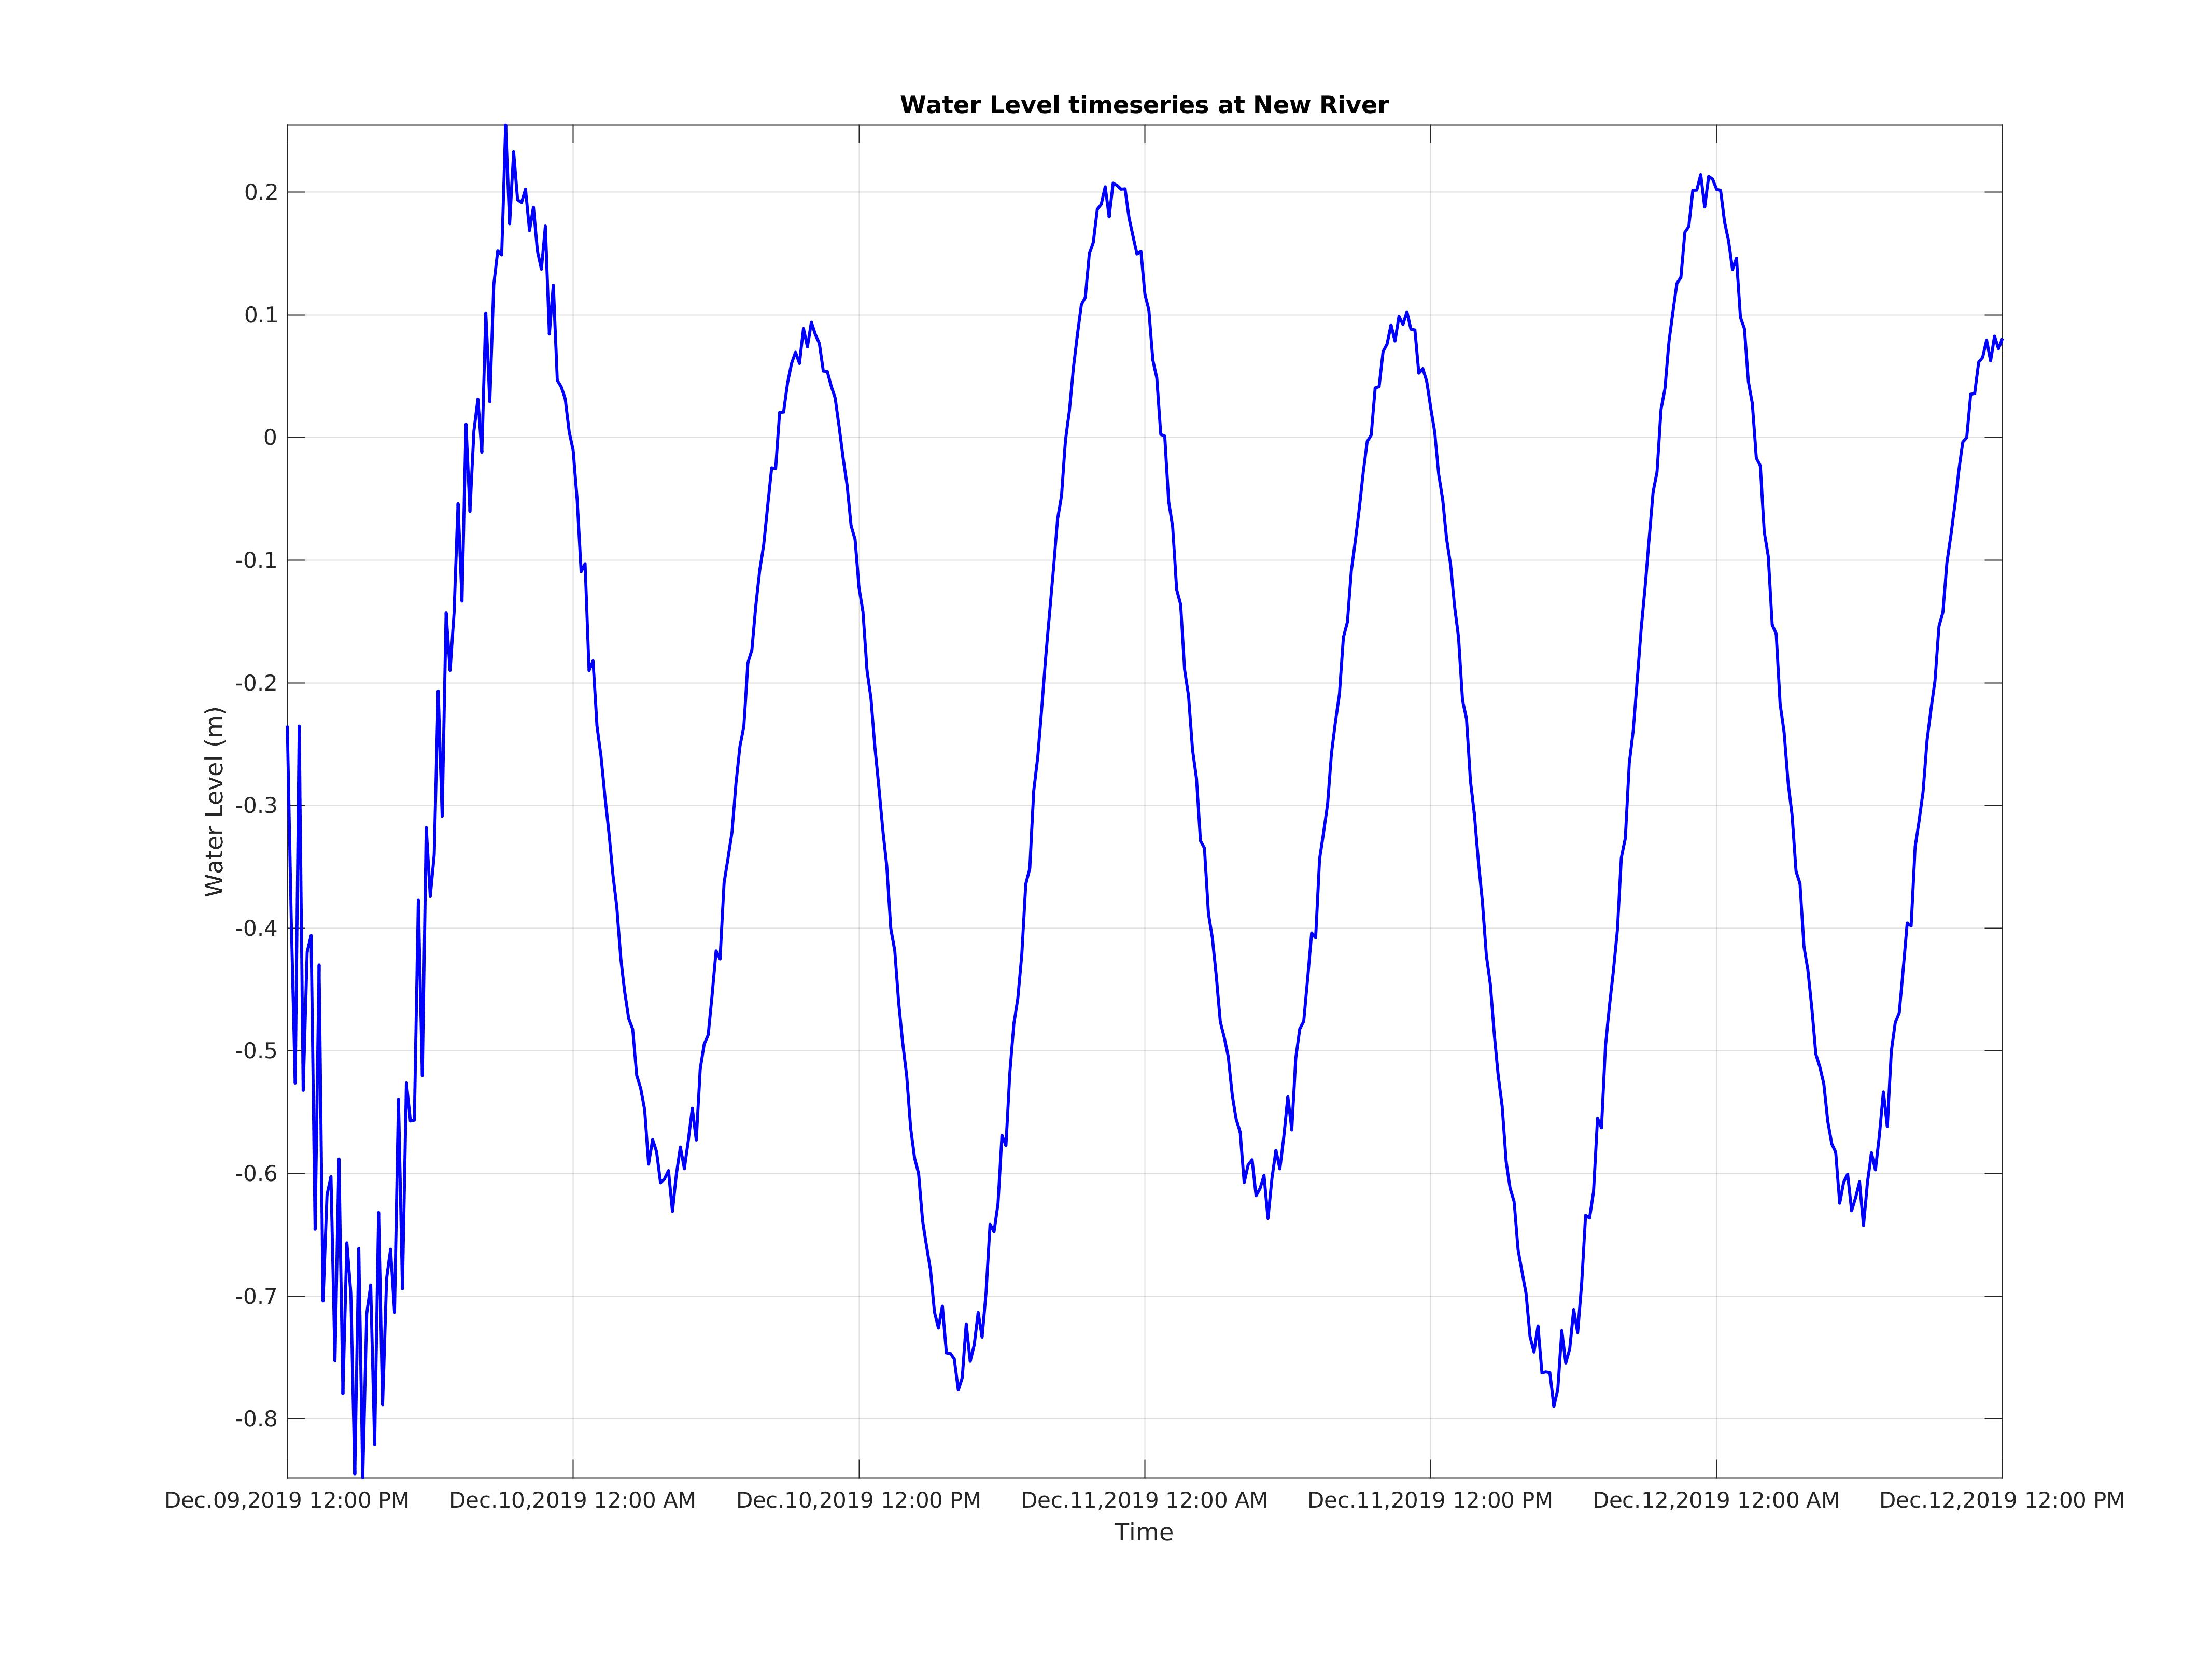 Water Level timeseries at New River
0.2
0.1
0
-0.1
-0.2
-0.3
-0.4
-0.5
-0.6
-0.7
-0.8
Water Level (m)
Dec.09,2019 12:00 PM Dec.10,2019 12:00 AM Dec.10,2019 12:00 PM Dec.11,2019 12:00 AM Dec.11,2019 12:00 PM Dec.12,2019 12:00 AM Dec.12,2019 12:00 PM
Time